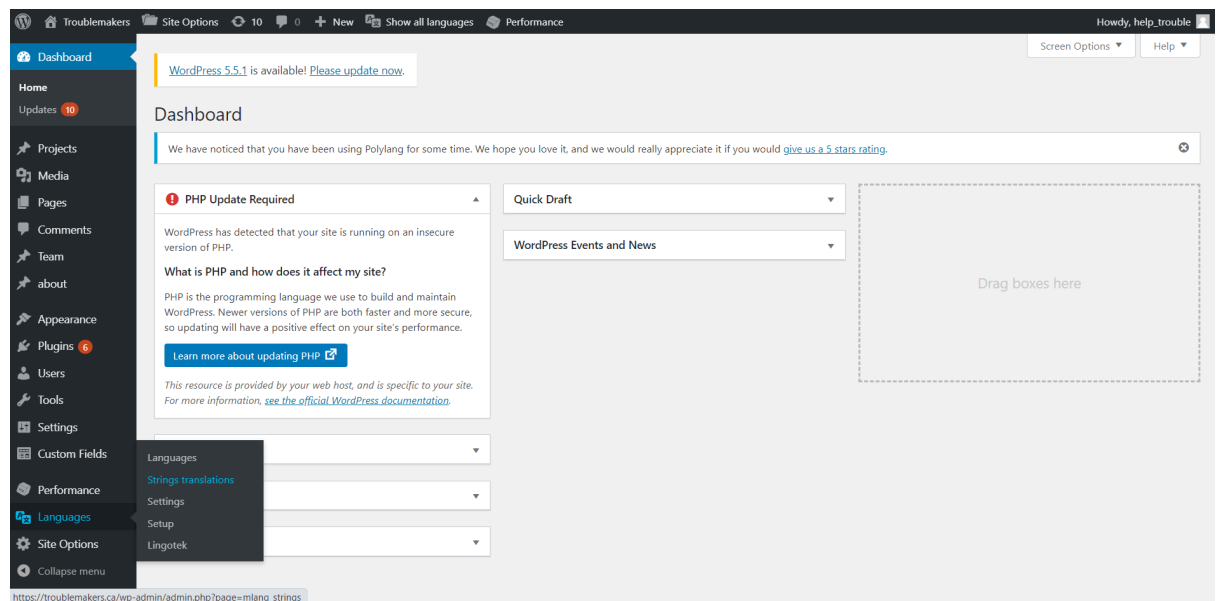 Troublemakers Site Options 10 0 New Show all languages Performance Howdy, help_trouble
Screen Options ▼ Help ▼
Dashboard
Home
Updates 10
Projects
Media
Pages
Comments
Team
about
Appearance
Plugins 6
Users
Tools
Settings
Custom Fields
Performance
Languages
Site Options
Collapse menu
Languages
Strings translations
Settings
Setup
Lingotek
WordPress 5.5.1 is available! Please update now.
Dashboard
We have noticed that you have been using Polylang for some time. We hope you love it, and we would really appreciate it if you would give us a 5 stars rating.
PHP Update Required
WordPress has detected that your site is running on an insecure
version of PHP.
What is PHP and how does it affect my site?
PHP is the programming language we use to build and maintain
WordPress. Newer versions of PHP are both faster and more secure,
so updating will have a positive effect on your site's performance.
Learn more about updating PHP
This resource is provided by your web host, and is specific to your site.
For more information, see the official WordPress documentation.
Quick Draft
WordPress Events and News
Drag boxes here
https://troublemakers.ca/wp-admin/admin.php?page=mlang_strings